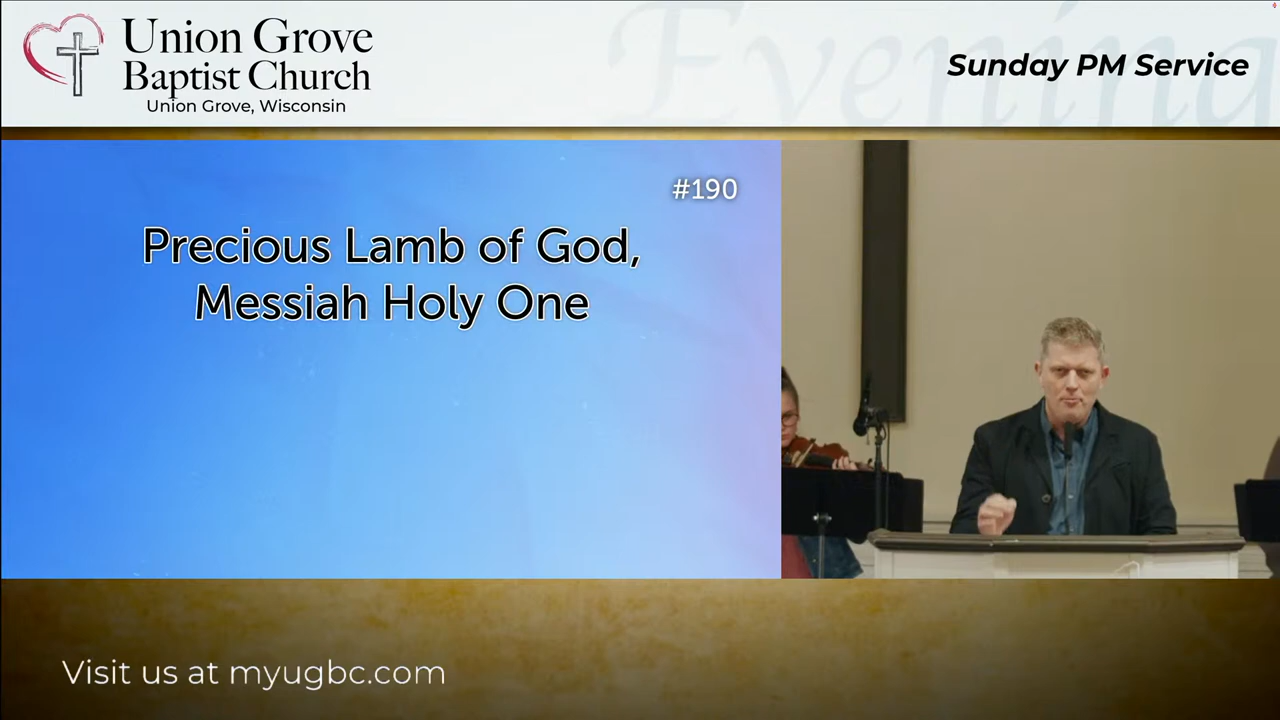 Union Grove
Baptist Church
Union Grove, Wisconsin
Evening
Sunday PM Service
#190
Precious Lamb of God,
Messiah Holy One
Visit us at myugbc.com